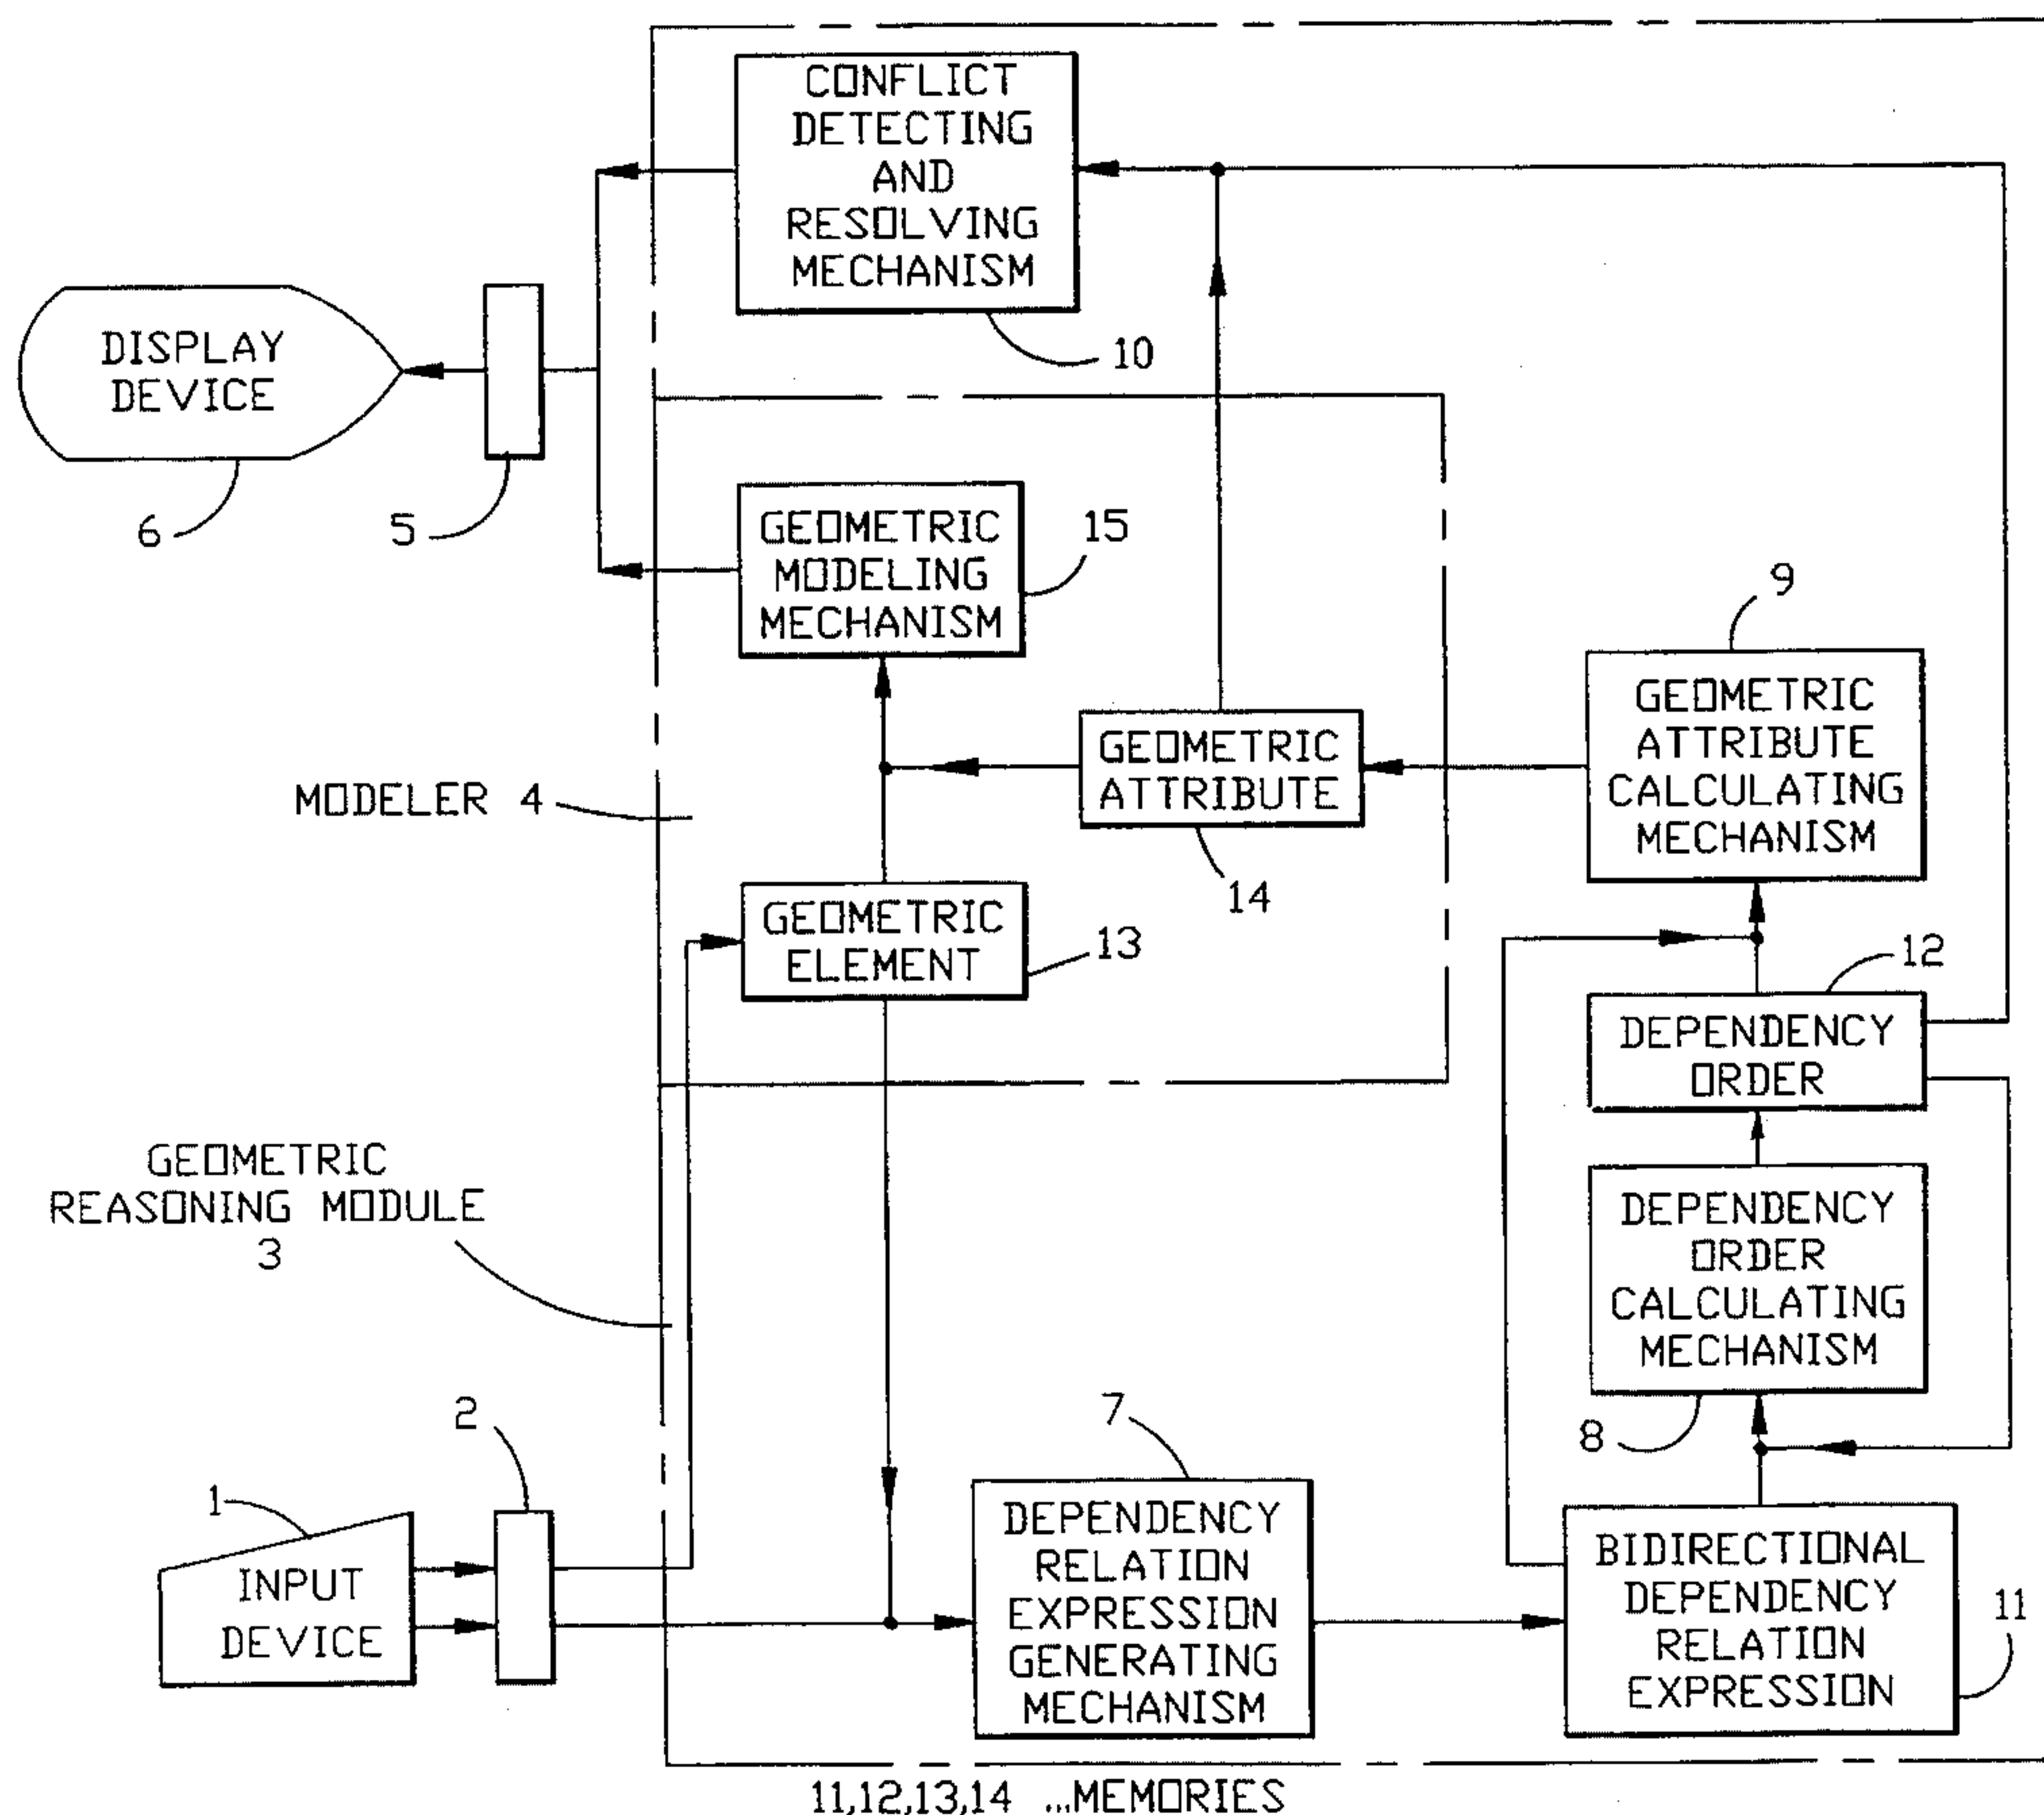 CONFLICT
DETECTING
AND
RESOLVING
MECHANISM
10
DISPLAY
DEVICE
6
5
GEOMETRIC
MODELING
MECHANISM
15
9
GEOMETRIC
ATTRIBUTE
CALCULATING
MECHANISM
GEOMETRIC
ATTRIBUTE
14
MODELER 4
GEOMETRIC
ELEMENT
13
12
DEPENDENCY
ORDER
GEOMETRIC
REASONING MODULE
3
DEPENDENCY
ORDER
CALCULATING
MECHANISM
8
2
1
INPUT
DEVICE
7
DEPENDENCY
RELATION
EXPRESSION
GENERATING
MECHANISM
BIDIRECTIONAL
DEPENDENCY
RELATION
EXPRESSION
11
11,12,13,14 ...MEMORIES